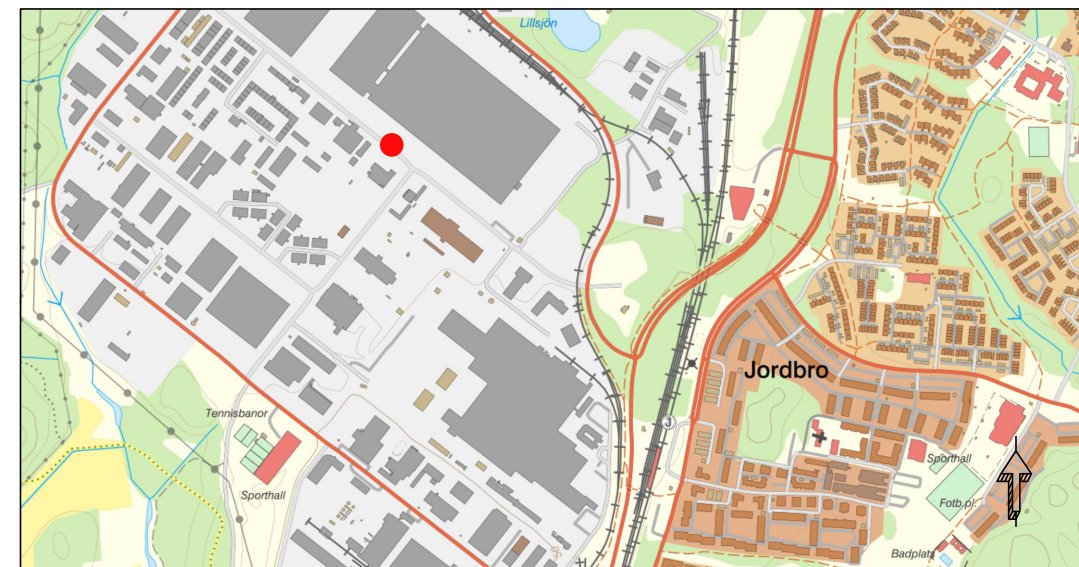 Lillsjön
Jordbro
J
Tennisbanor
Sporthall
Sporthall
Fotb.pl.
Badplats